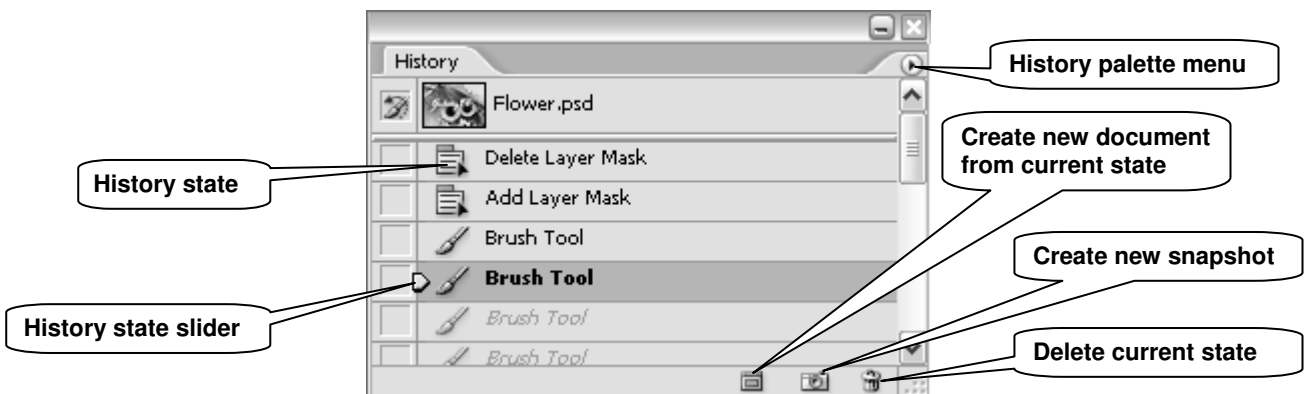 History
History palette menu
Flower.psd
Create new document
from current state
Delete Layer Mask
History state
Add Layer Mask
Brush Tool
Create new snapshot
Brush Tool
History state slider
Brush Tool
Delete current state
Brush Tool